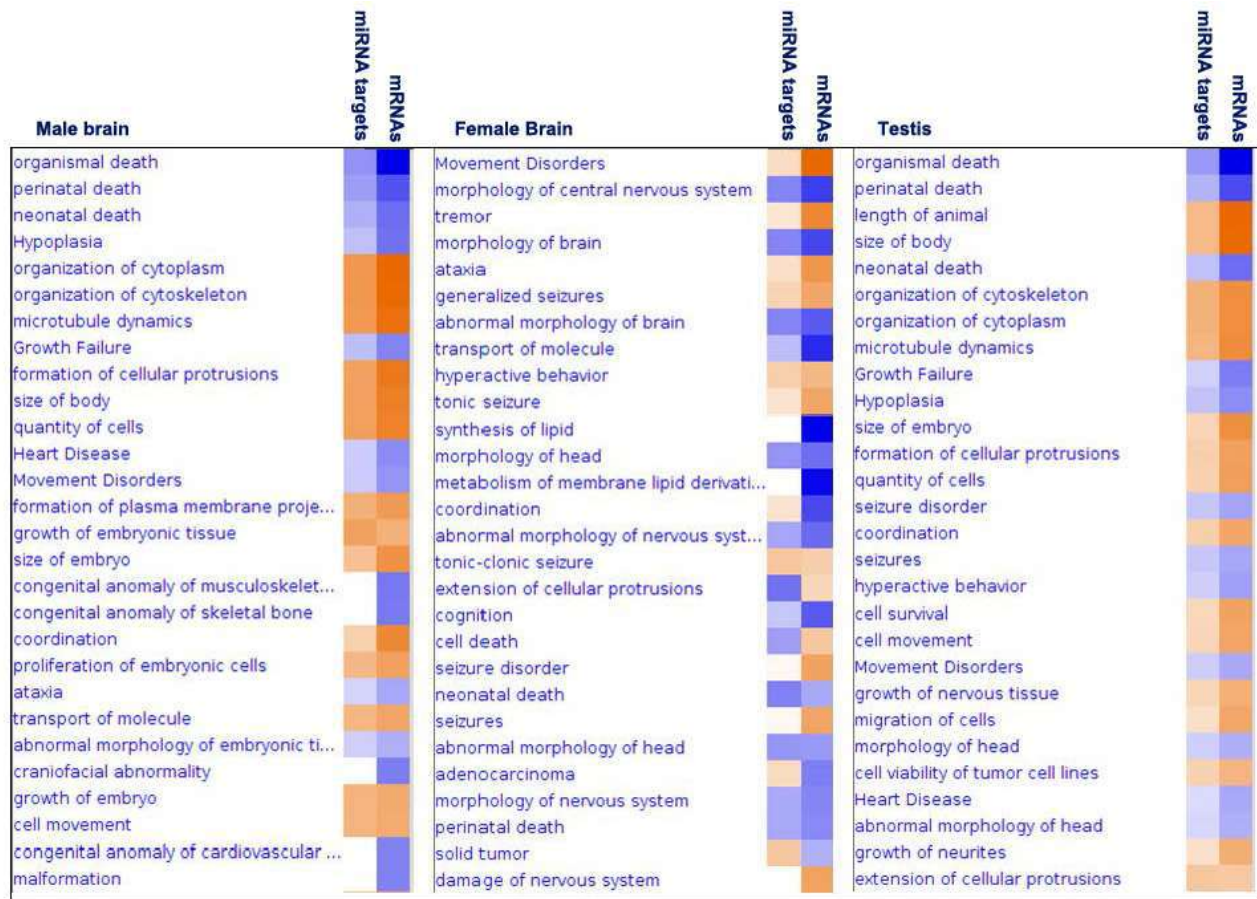 Male brain
miRNA targets
mRNAs
organismal death
perinatal death
neonatal death
Hypoplasia
organization of cytoplasm
organization of cytoskeleton
microtubule dynamics
Growth Failure
formation of cellular protrusions
size of body
quantity of cells
Heart Disease
Movement Disorders
formation of plasma membrane proje...
growth of embryonic tissue
size of embryo
congenital anomaly of musculoskelet...
congenital anomaly of skeletal bone
coordination
proliferation of embryonic cells
ataxia
transport of molecule
abnormal morphology of embryonic ti...
craniofacial abnormality
growth of embryo
cell movement
congenital anomaly of cardiovascular ...
malformation
Female Brain
miRNA targets
mRNAs
Movement Disorders
morphology of central nervous system
tremor
morphology of brain
ataxia
generalized seizures
abnormal morphology of brain
transport of molecule
hyperactive behavior
tonic seizure
synthesis of lipid
morphology of head
metabolism of membrane lipid derivati...
coordination
abnormal morphology of nervous syst...
tonic-clonic seizure
extension of cellular protrusions
cognition
cell death
seizure disorder
neonatal death
seizures
abnormal morphology of head
adenocarcinoma
morphology of nervous system
perinatal death
solid tumor
damage of nervous system
Testis
miRNA targets
mRNAs
organismal death
perinatal death
length of animal
size of body
neonatal death
organization of cytoskeleton
organization of cytoplasm
microtubule dynamics
Growth Failure
Hypoplasia
size of embryo
formation of cellular protrusions
quantity of cells
seizure disorder
coordination
seizures
hyperactive behavior
cell survival
cell movement
Movement Disorders
growth of nervous tissue
migration of cells
morphology of head
cell viability of tumor cell lines
Heart Disease
abnormal morphology of head
growth of neurites
extension of cellular protrusions